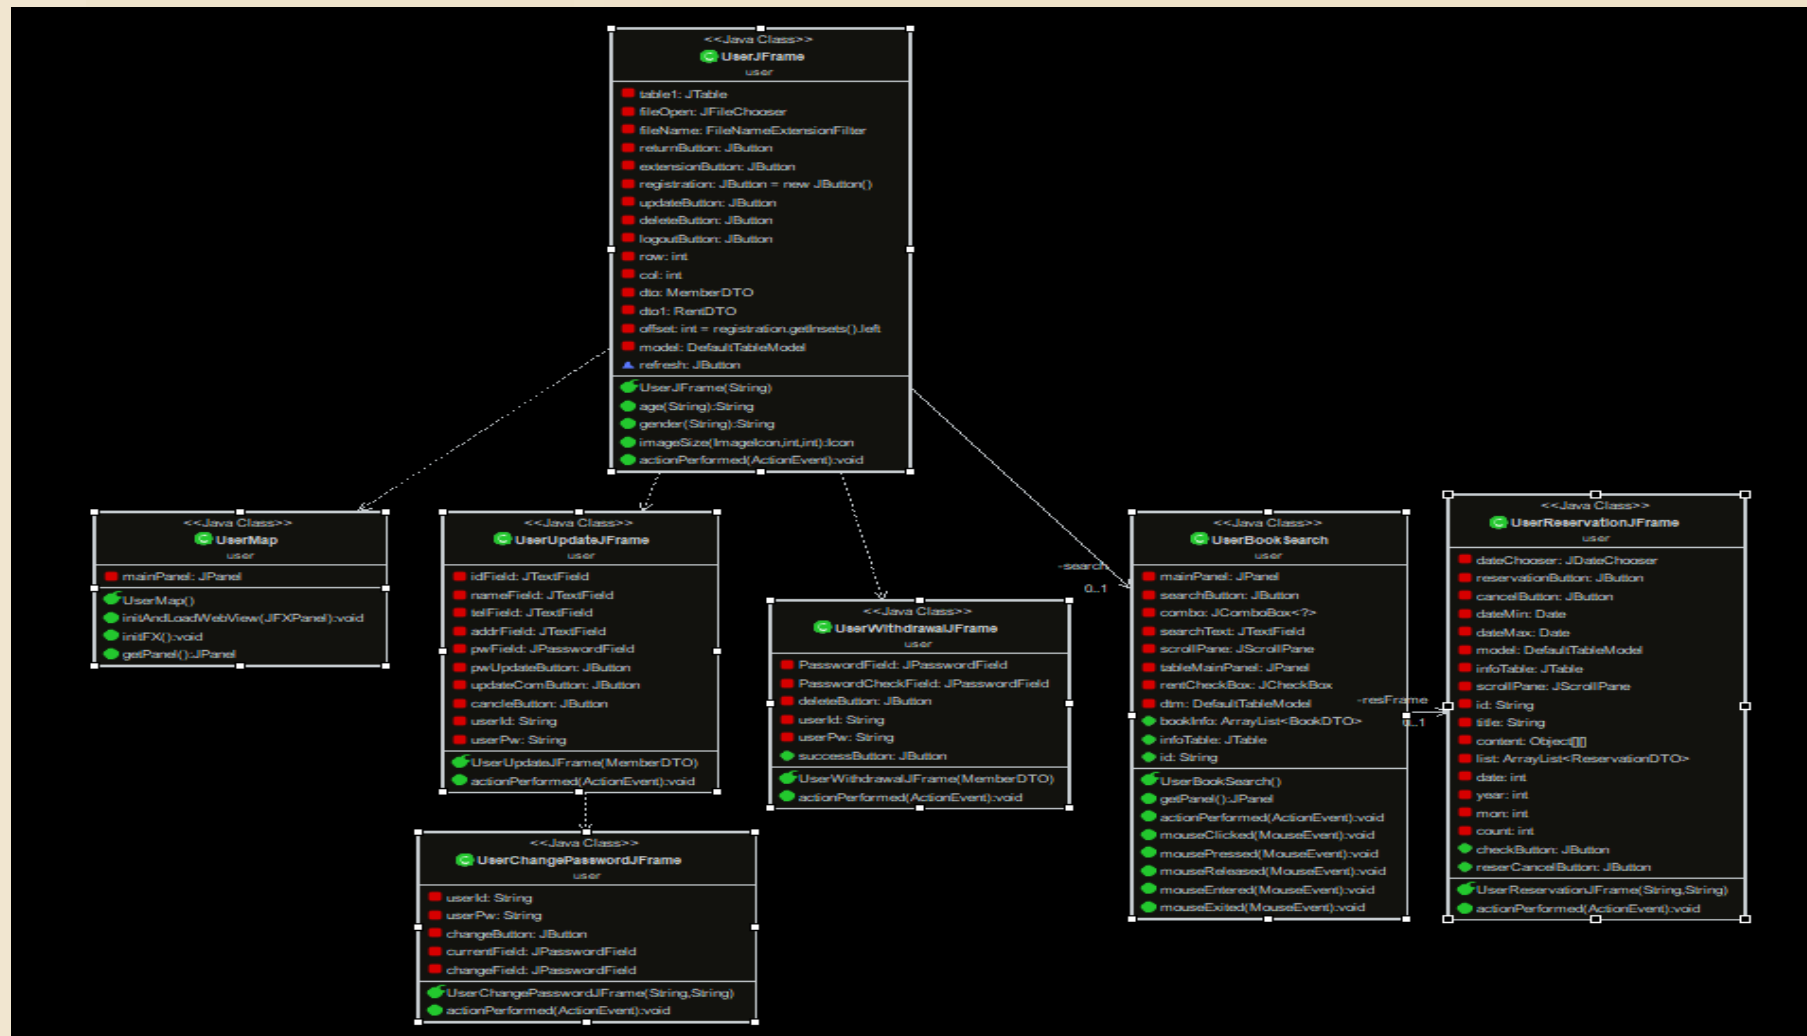 <<Java Class>>
UserJFrame
user
table1: JTable
fileOpen: JFileChooser
fileName: FileNameExtensionFilter
returnButton: JButton
extensionButton: JButton
registration: JButton = new JButton()
updateButton: JButton
deleteButton: JButton
logoutButton: JButton
row: int
col: int
dto: MemberDTO
dto1: RentDTO
offset: int = registration.getInsets().left
model: DefaultTableModel
refresh: JButton
UserJFrame(String)
age(String):String
gender(String):String
imageSize(ImageIcon,int,int):Icon
actionPerformed(ActionEvent):void
<<Java Class>>
UserMap
user
mainPanel: JPanel
UserMap()
initAndLoadWebView(JFXPanel):void
initFX():void
getPanel():JPanel
<<Java Class>>
UserUpdateJFrame
user
idField: JTextField
nameField: JTextField
telField: JTextField
addrField: JTextField
pwField: JPasswordField
pwUpdateButton: JButton
updateComButton: JButton
cancleButton: JButton
userId: String
userPw: String
UserUpdateJFrame(MemberDTO)
actionPerformed(ActionEvent):void
<<Java Class>>
UserChangePasswordJFrame
user
userId: String
userPw: String
changeButton: JButton
currentField: JPasswordField
changeField: JPasswordField
UserChangePasswordJFrame(String,String)
actionPerformed(ActionEvent):void
<<Java Class>>
UserWithdrawalJFrame
user
PasswordField: JPasswordField
PasswordCheckField: JPasswordField
deleteButton: JButton
userId: String
userPw: String
successButton: JButton
UserWithdrawalJFrame(MemberDTO)
actionPerformed(ActionEvent):void
-search
0..1
<<Java Class>>
UserBookSearch
user
mainPanel: JPanel
searchButton: JButton
combo: JComboBox<?>
searchText: JTextField
scrollPane: JScrollPane
tableMainPanel: JPanel
rentCheckBox: JCheckBox
dtm: DefaultTableModel
bookInfo: ArrayList<BookDTO>
infoTable: JTable
id: String
UserBookSearch()
getPanel():JPanel
actionPerformed(ActionEvent):void
mouseClicked(MouseEvent):void
mousePressed(MouseEvent):void
mouseReleased(MouseEvent):void
mouseEntered(MouseEvent):void
mouseExited(MouseEvent):void
-resFrame
0..1
<<Java Class>>
UserReservationJFrame
user
dateChooser: JDateChooser
reservationButton: JButton
cancelButton: JButton
dateMin: Date
dateMax: Date
model: DefaultTableModel
infoTable: JTable
scrollPane: JScrollPane
id: String
title: String
content: Object[][]
list: ArrayList<ReservationDTO>
date: int
year: int
mon: int
count: int
checkButton: JButton
reserCancelButton: JButton
UserReservationJFrame(String,String)
actionPerformed(ActionEvent):void